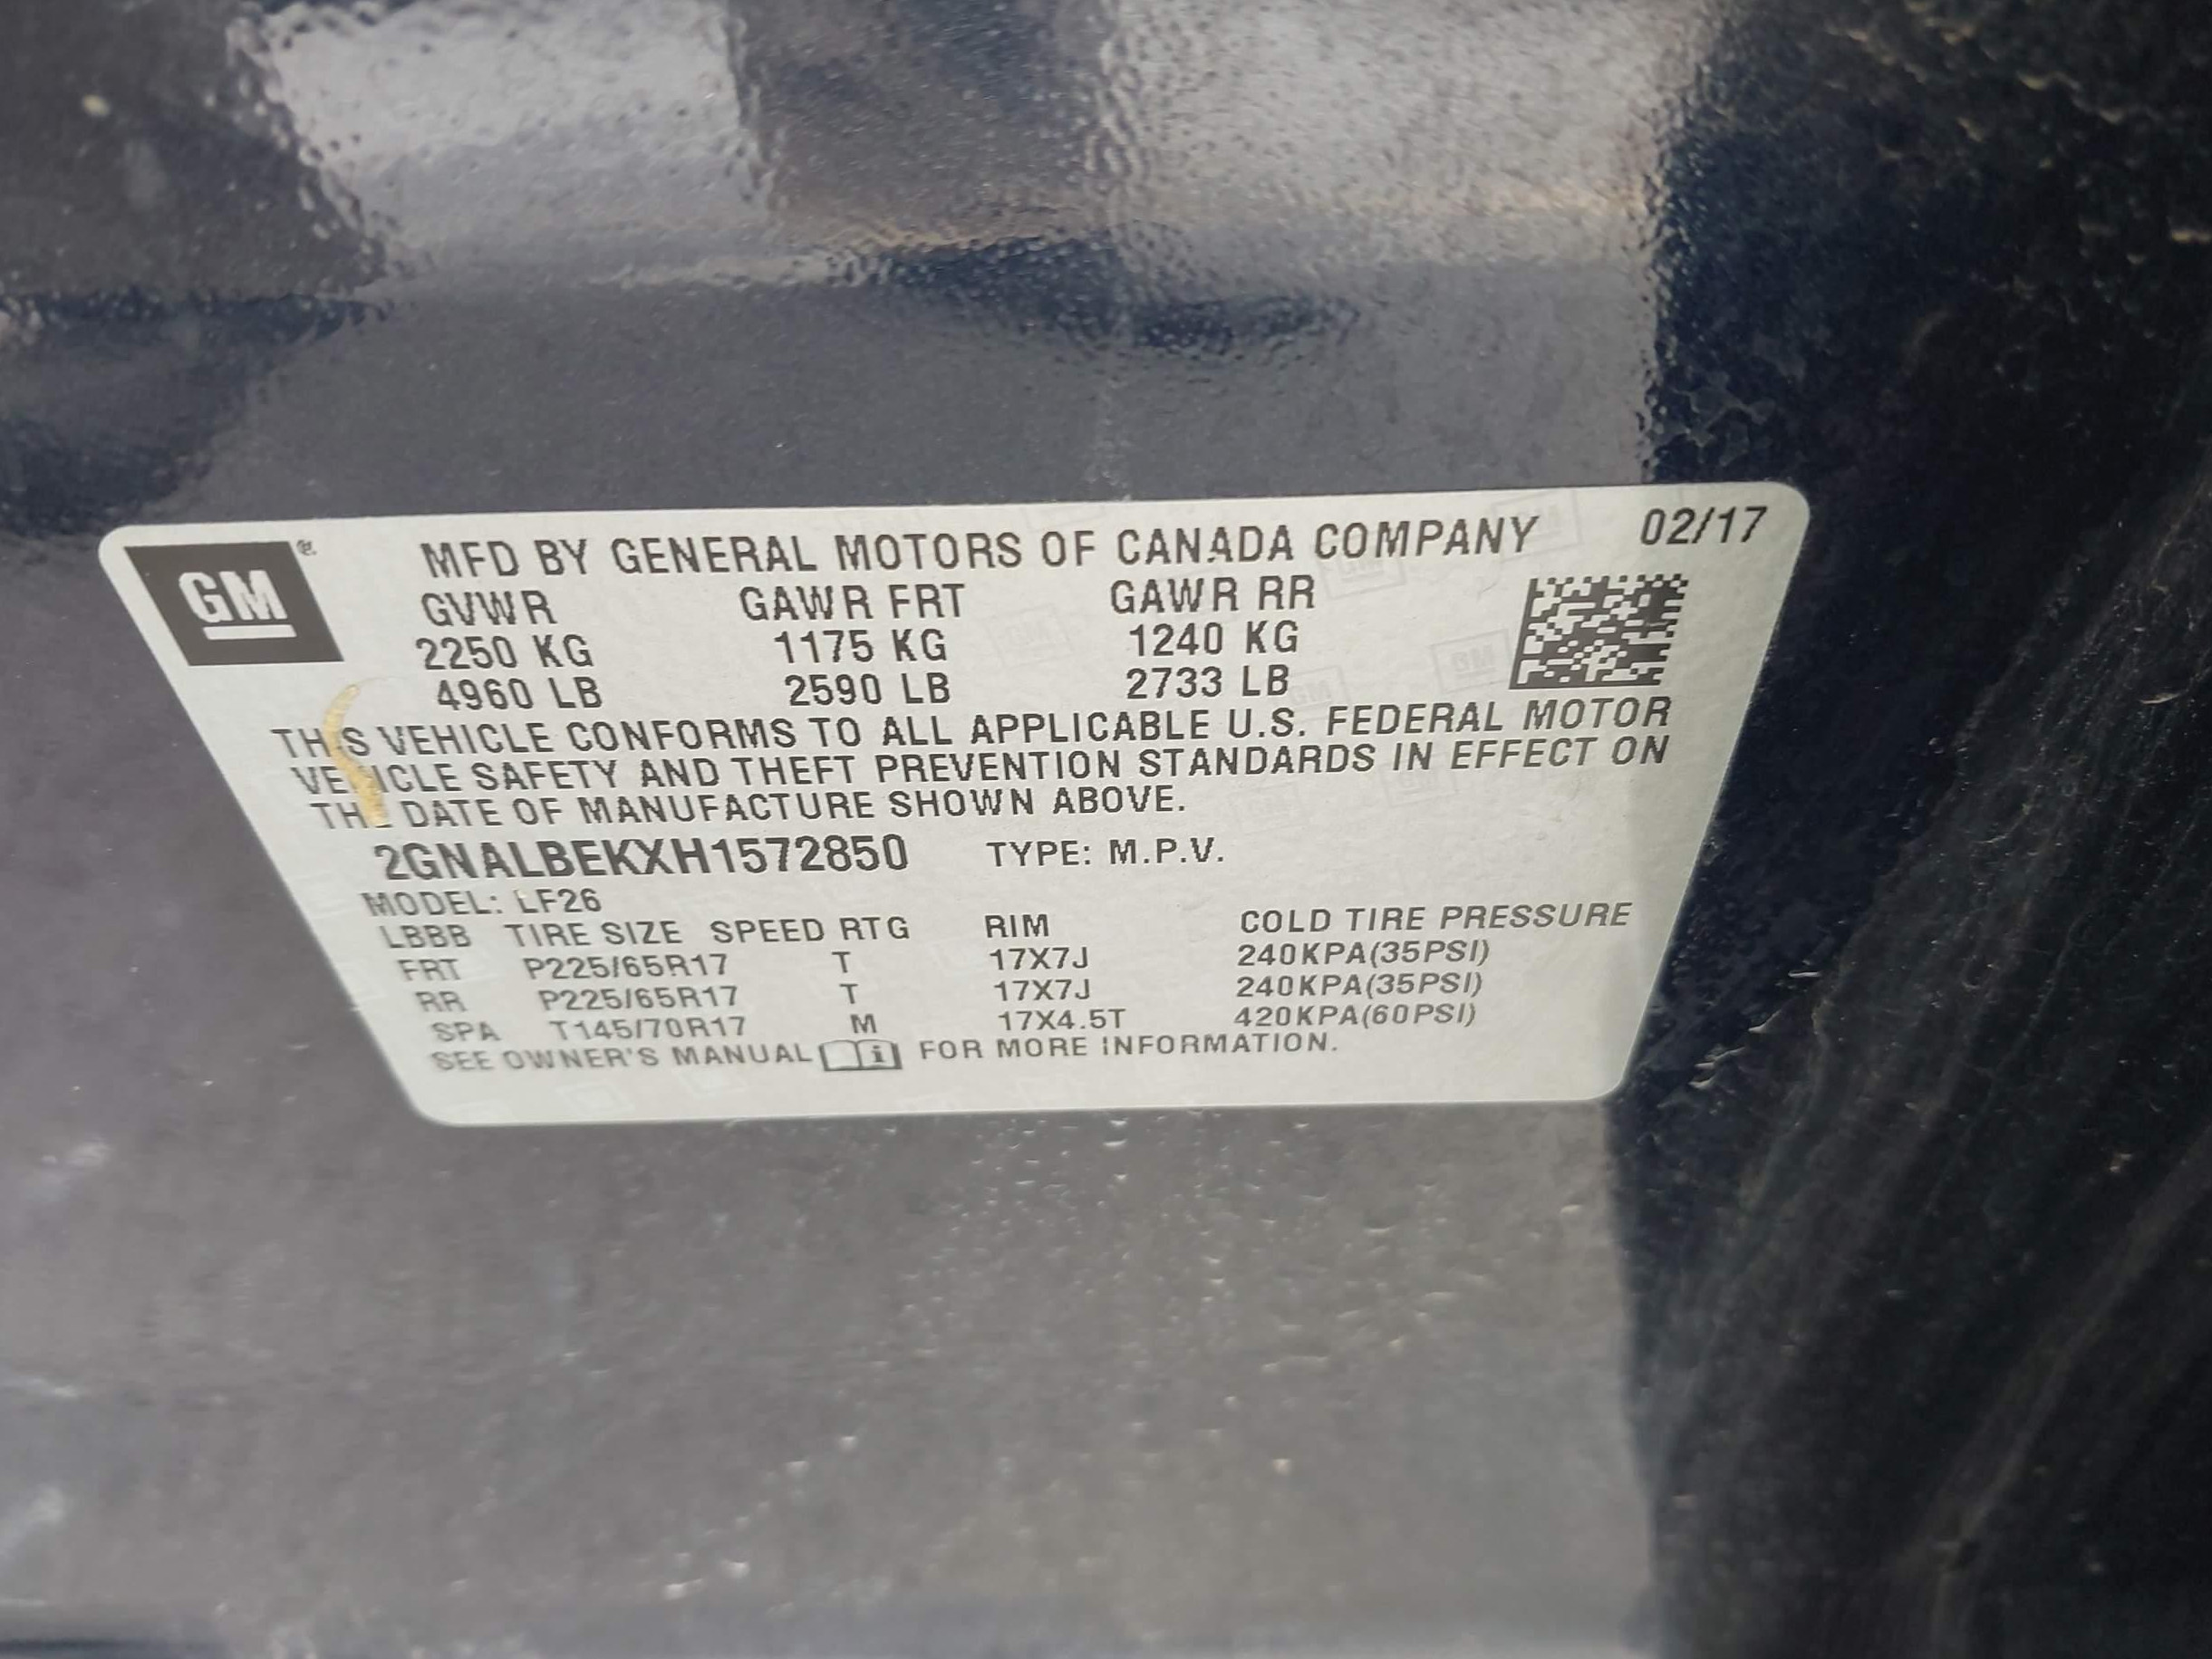 GM ® MFD BY GENERAL MOTORS OF CANADA COMPANY 02/17
GVWR GAWR FRT GAWR RR
2250 KG 1175 KG 1240 KG
4960 LB 2590 LB 2733 LB
THIS VEHICLE CONFORMS TO ALL APPLICABLE U.S. FEDERAL MOTOR
VEHICLE SAFETY AND THEFT PREVENTION STANDARDS IN EFFECT ON
THE DATE OF MANUFACTURE SHOWN ABOVE.
2GNALBEKXH1572850 TYPE: M.P.V.
MODEL: LF26
LBBB TIRE SIZE SPEED RTG RIM COLD TIRE PRESSURE
FRT P225/65R17 T 17X7J 240KPA(35PSI)
RR P225/65R17 T 17X7J 240KPA(35PSI)
SPA T145/70R17 M 17X4.5T 420KPA(60PSI)
SEE OWNER'S MANUAL i FOR MORE INFORMATION.